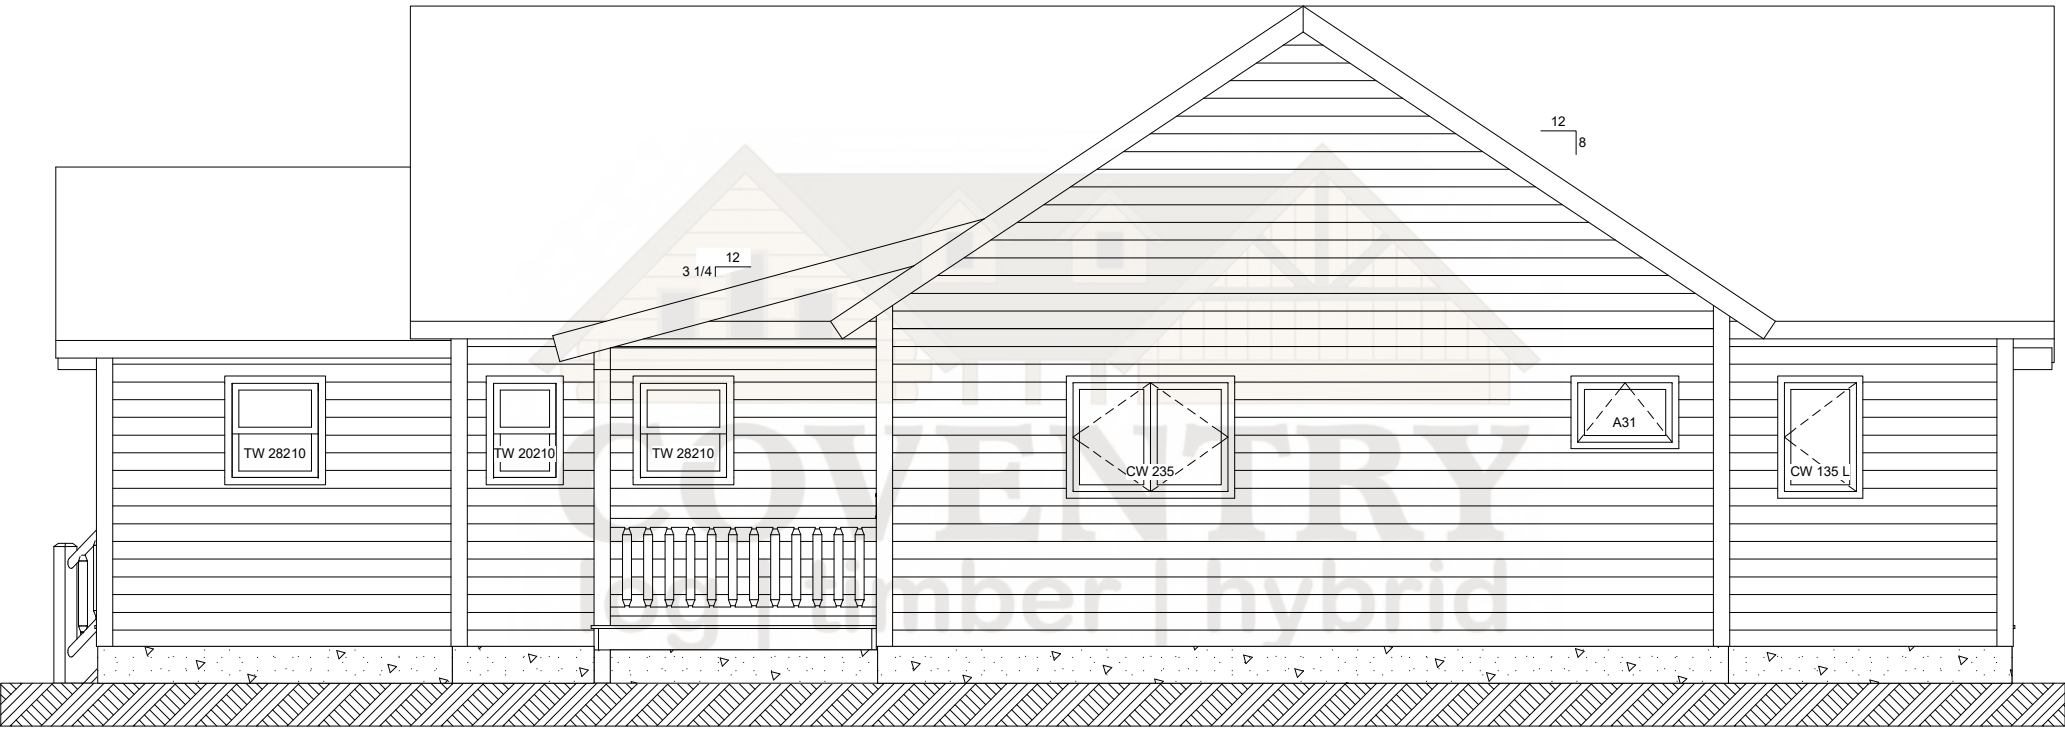 12
8
12
3 1/4
A31
TW 28210
TW 20210
TW 28210
CW 235
CW 135 L
COVENTRY
log | timber | hybrid